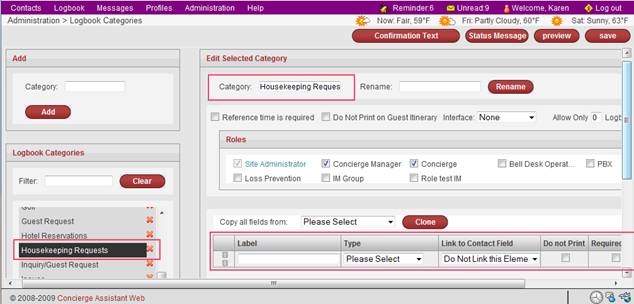 Contacts Logbook Messages Profiles Administration Help Reminder:6 Unread 9 Welcome, Karen Log out
Administration > Logbook Categories Now: Fair, 59°F Fri: Partly Cloudy, 60°F Sat: Sunny, 63°F
Confirmation Text Status Message preview save
Add
Category:
Add
Logbook Categories
Filter: Clear
Guest Request
Hotel Reservations
Housekeeping Requests
Inquiry/Guest Request
Edit Selected Category
Category: Housekeeping Reques Rename: Rename
Reference time is required Do Not Print on Guest Itinerary Interface: None Allow Only 0 Logb
Roles
Site Administrator Concierge Manager Concierge Bell Desk Operat... PBX
Loss Prevention IM Group Role test IM
Copy all fields from: Please Select Clone
Label Type Link to Contact Field Do not Print Required
Please Select Do Not Link this Eleme
© 2008-2009 Concierge Assistant Web